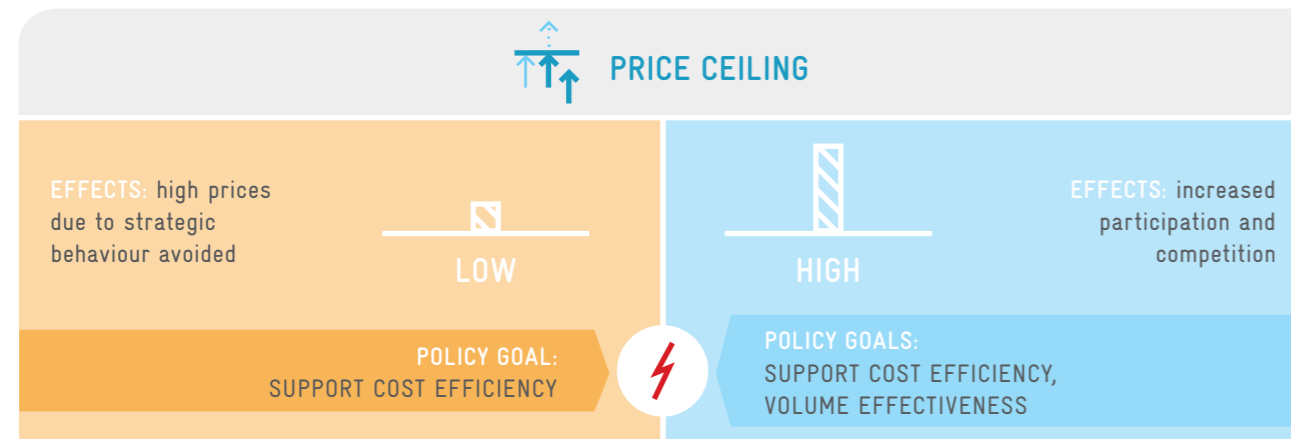 PRICE CEILING
EFFECTS: high prices
due to strategic
behaviour avoided
LOW
HIGH
EFFECTS: increased
participation and
competition
POLICY GOAL:
SUPPORT COST EFFICIENCY
POLICY GOALS:
SUPPORT COST EFFICIENCY,
VOLUME EFFECTIVENESS